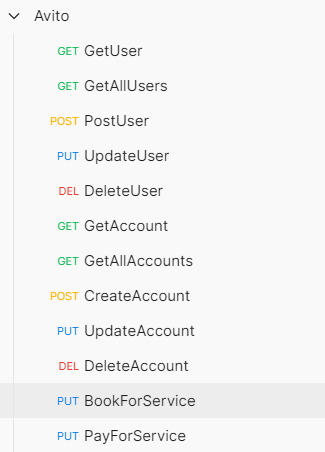 Avito
GET GetUser
GET GetAllUsers
POST PostUser
PUT UpdateUser
DEL DeleteUser
GET GetAccount
GET GetAllAccounts
POST CreateAccount
PUT UpdateAccount
DEL DeleteAccount
PUT BookForService
PUT PayForService